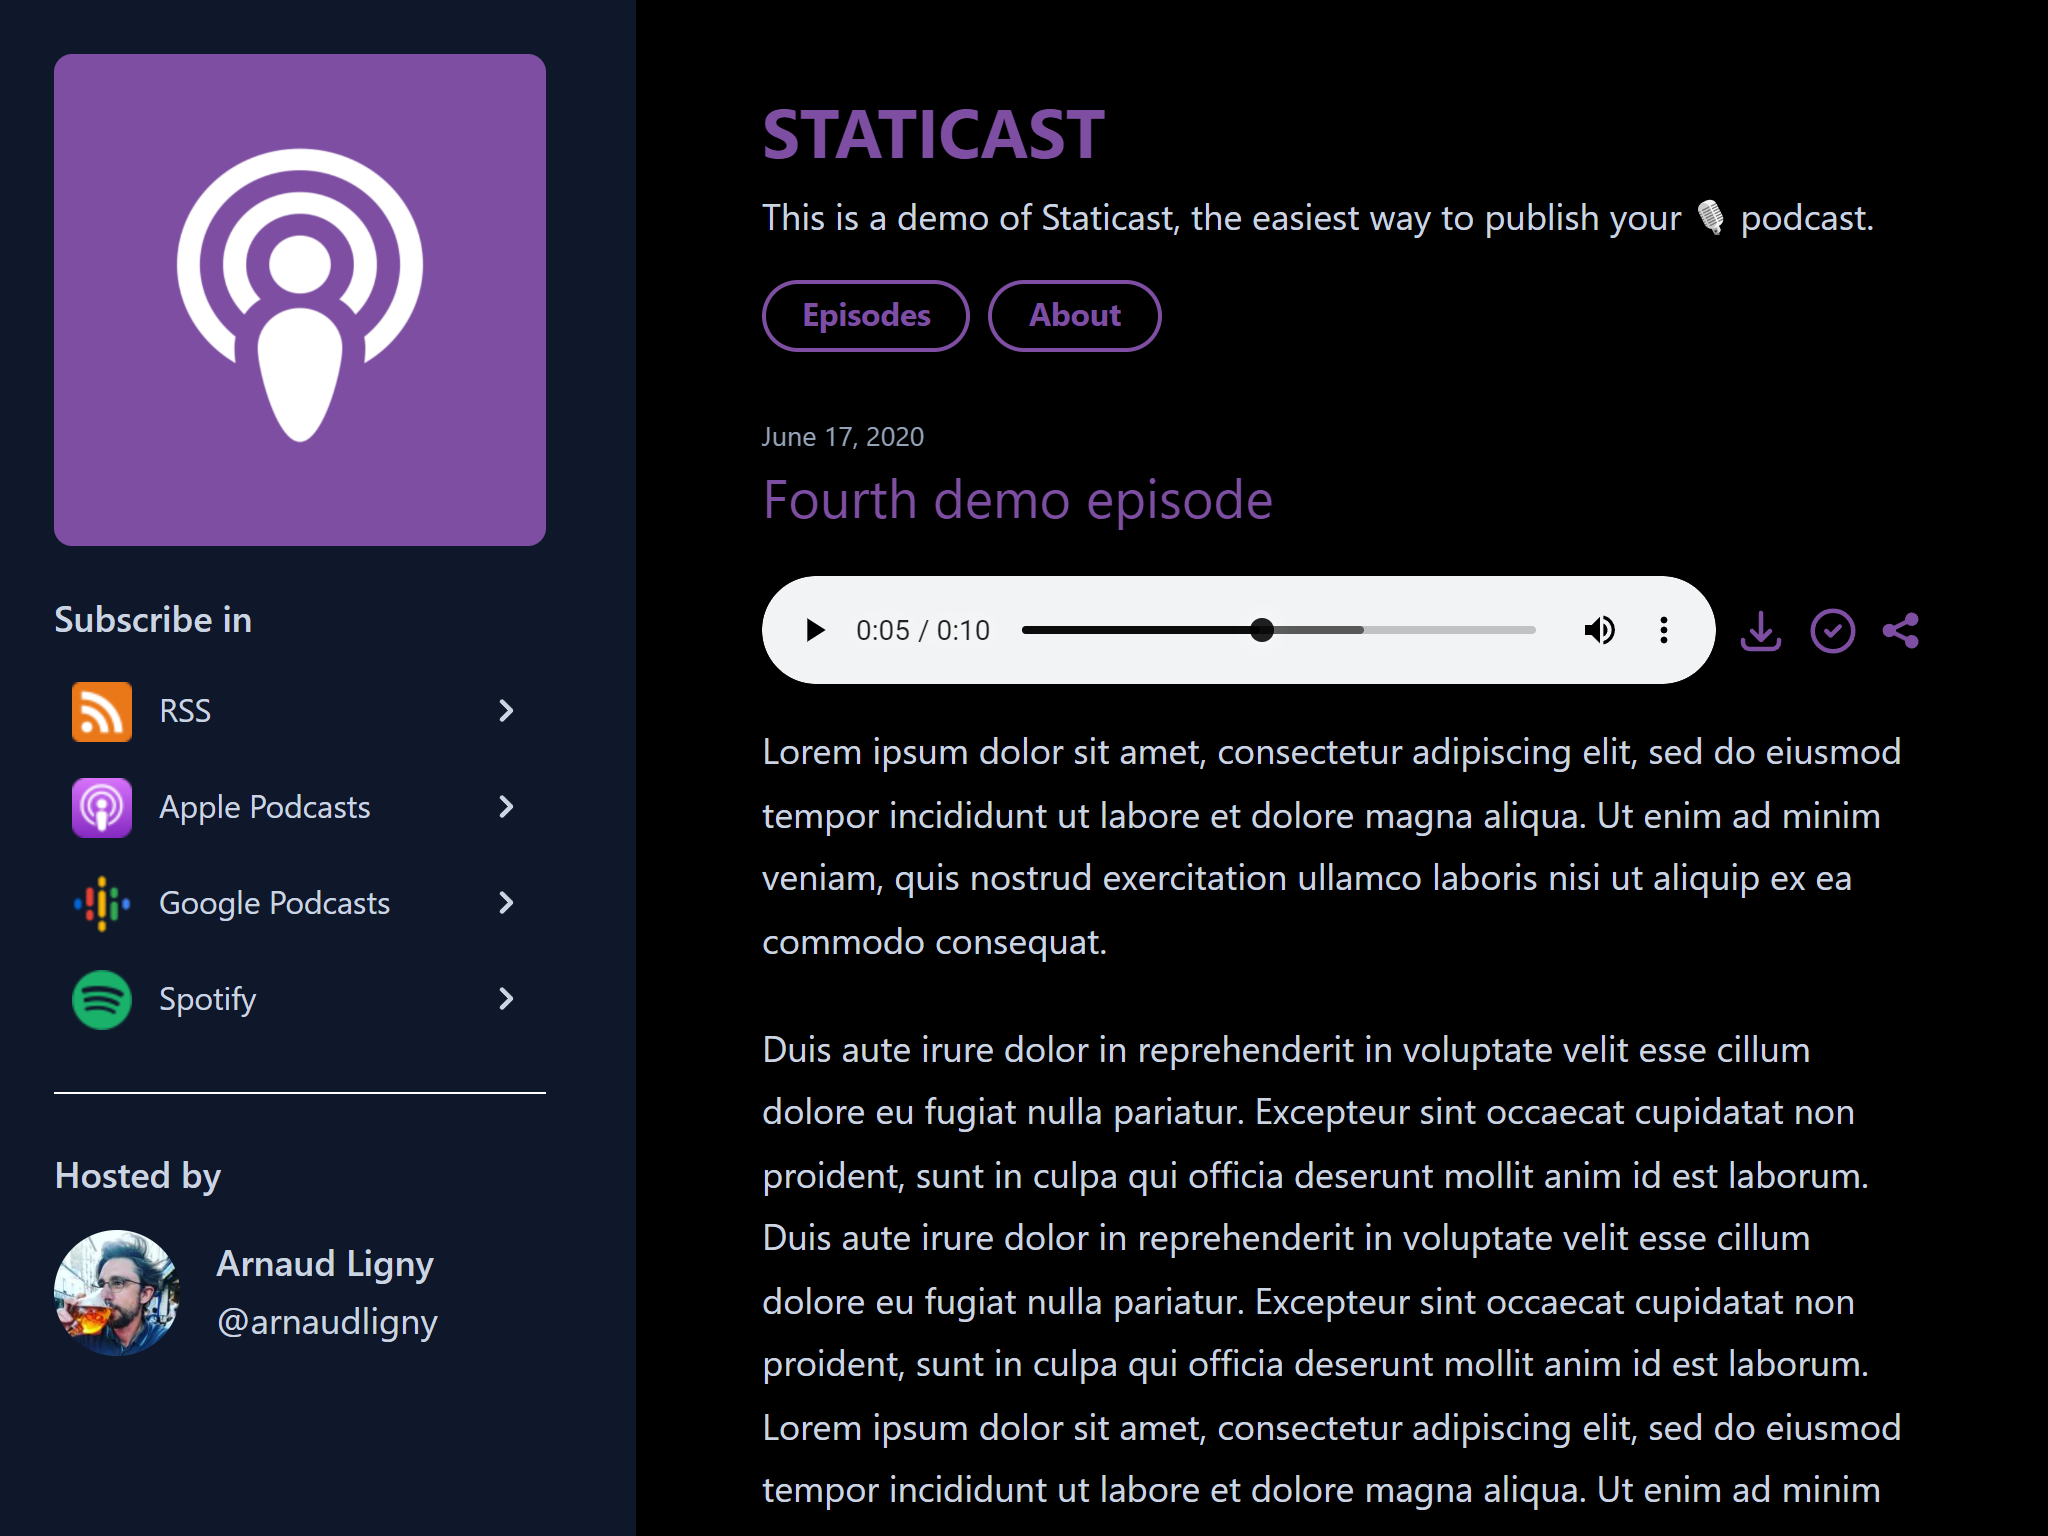 Subscribe in
RSS
Apple Podcasts
Google Podcasts
Spotify
Hosted by
Arnaud Ligny
@arnaudligny
STATICAST
This is a demo of Staticast, the easiest way to publish your 🎙️ podcast.
Episodes
About
June 17, 2020
Fourth demo episode
0:05 / 0:10
Lorem ipsum dolor sit amet, consectetur adipiscing elit, sed do eiusmod
tempor incididunt ut labore et dolore magna aliqua. Ut enim ad minim
veniam, quis nostrud exercitation ullamco laboris nisi ut aliquip ex ea
commodo consequat.
Duis aute irure dolor in reprehenderit in voluptate velit esse cillum
dolore eu fugiat nulla pariatur. Excepteur sint occaecat cupidatat non
proident, sunt in culpa qui officia deserunt mollit anim id est laborum.
Duis aute irure dolor in reprehenderit in voluptate velit esse cillum
dolore eu fugiat nulla pariatur. Excepteur sint occaecat cupidatat non
proident, sunt in culpa qui officia deserunt mollit anim id est laborum.
Lorem ipsum dolor sit amet, consectetur adipiscing elit, sed do eiusmod
tempor incididunt ut labore et dolore magna aliqua. Ut enim ad minim